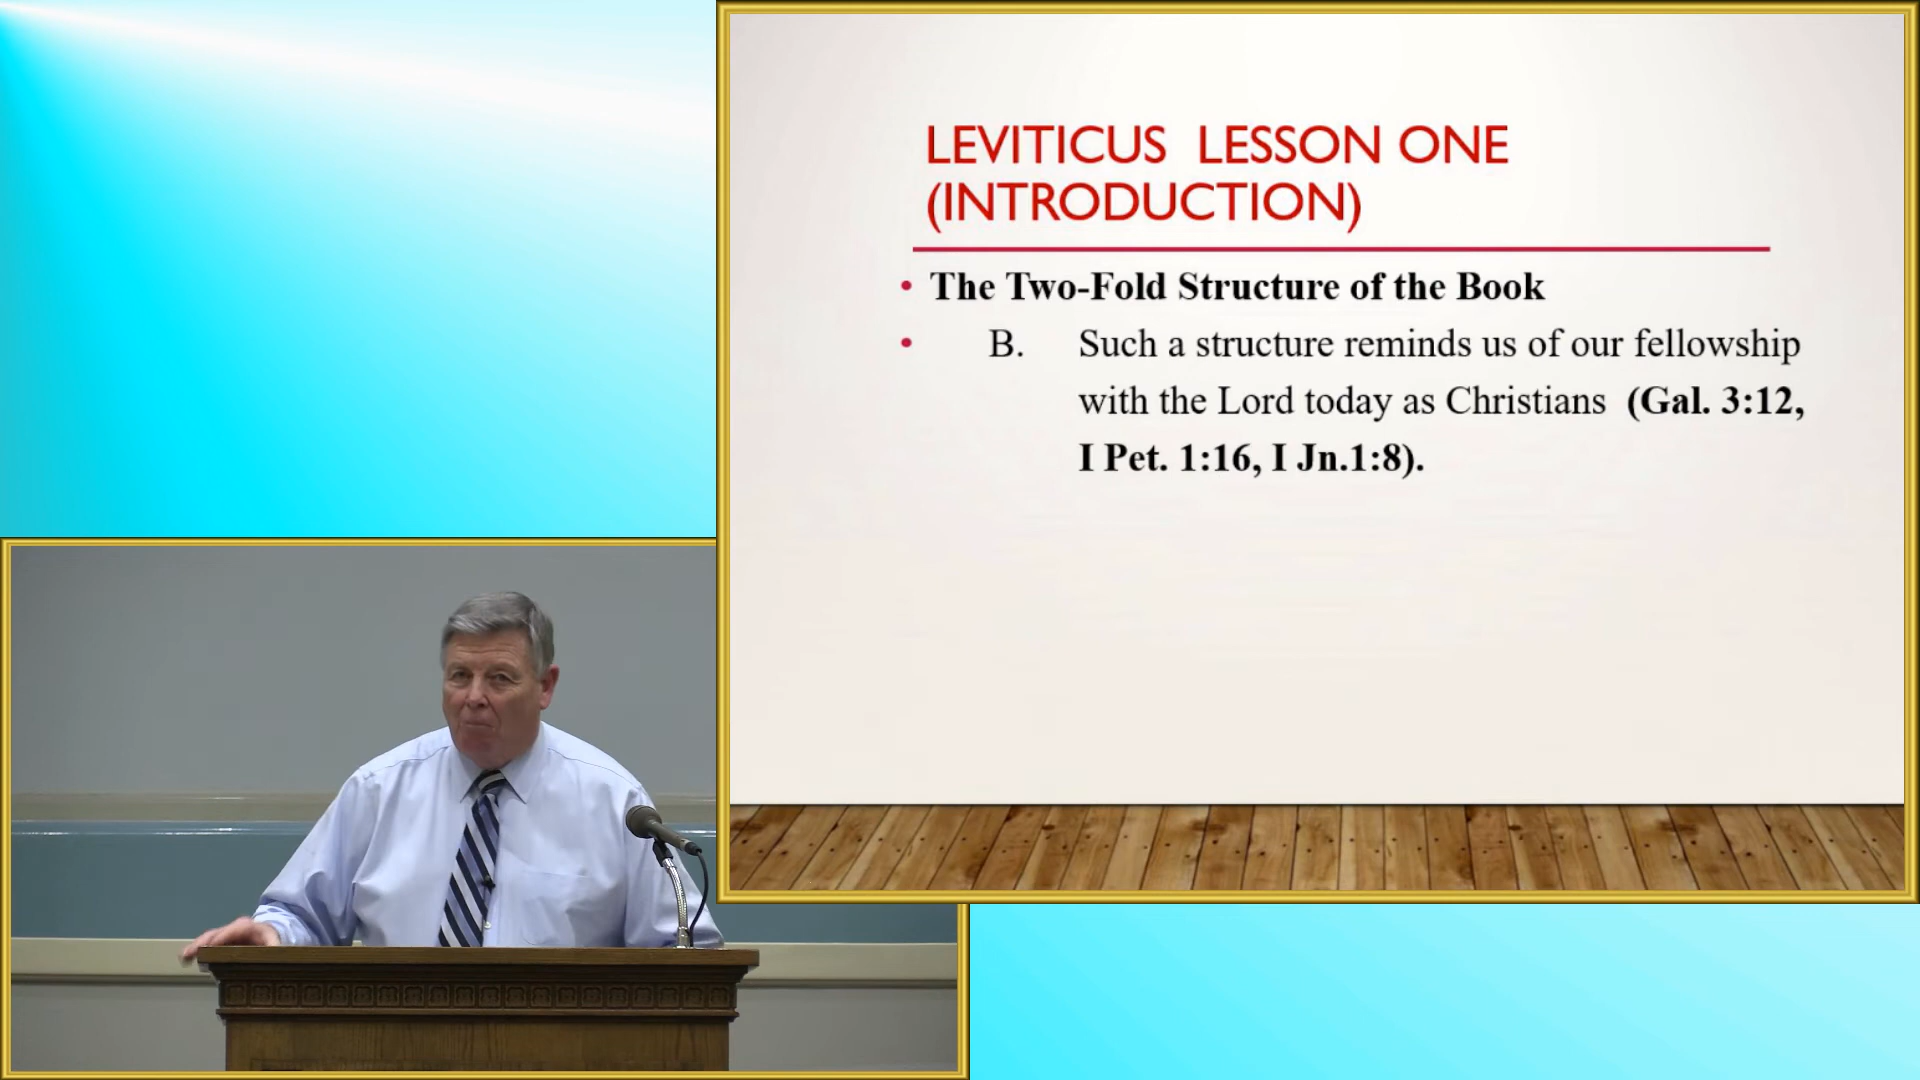 LEVITICUS LESSON ONE
(INTRODUCTION)
• The Two-Fold Structure of the Book
• B. Such a structure reminds us of our fellowship
with the Lord today as Christians (Gal. 3:12,
I Pet. 1:16, I Jn.1:8).